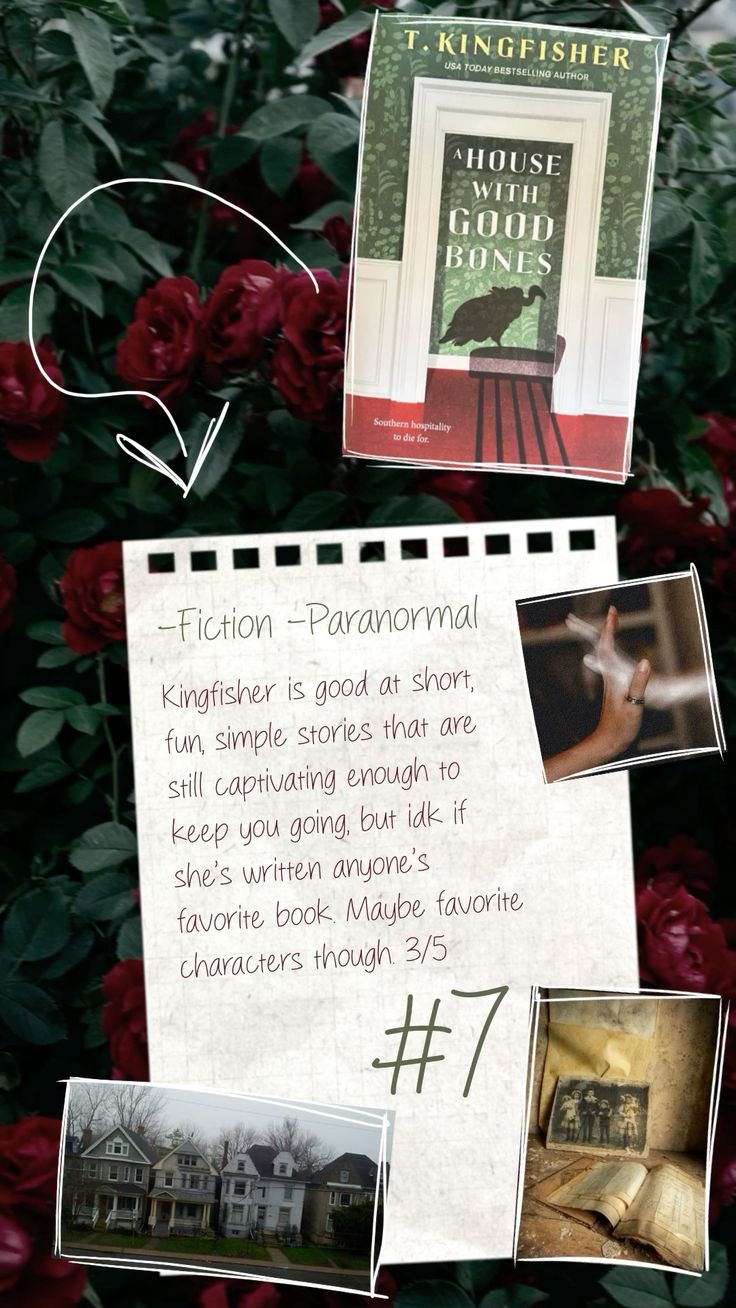 T. KINGFISHER
USA TODAY BESTSELLING AUTHOR
A HOUSE
WITH
GOOD
BONES
Southern hospitality
to die for.
-Fiction -Paranormal
Kingfisher is good at short,
fun, simple stories that are
still captivating enough to
keep you going, but idk if
she's written anyone's
favorite book. Maybe favorite
characters though. 3/5
#7